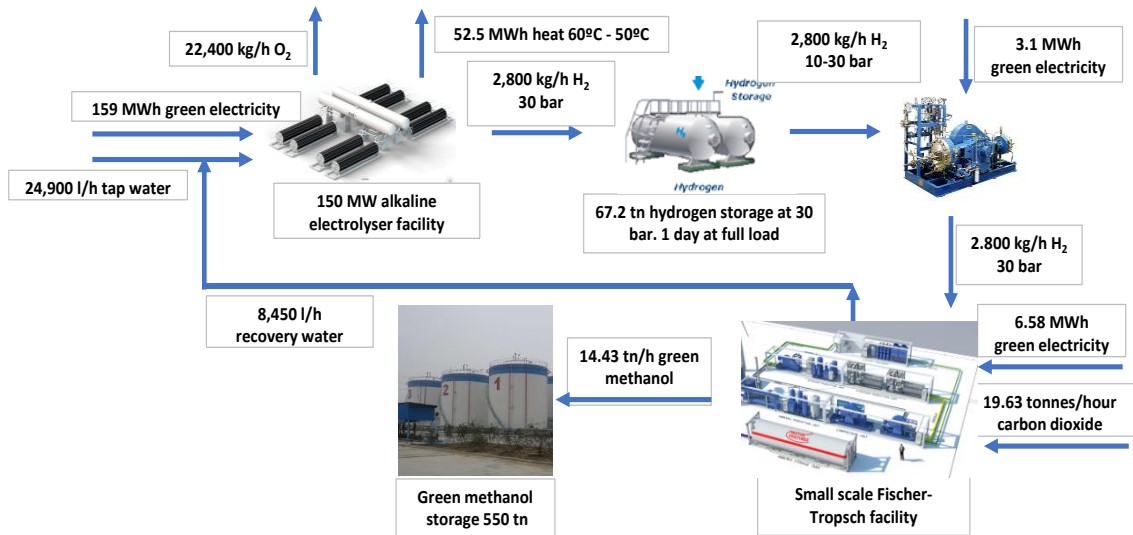 22,400 kg/h O₂
52.5 MWh heat 60ºC - 50ºC
2,800 kg/h H₂
10-30 bar
3.1 MWh
green electricity
159 MWh green electricity
2,800 kg/h H₂
30 bar
Hydrogen
Storage
H₂
24,900 l/h tap water
150 MW alkaline
electrolyser facility
Hydrogen
67.2 tn hydrogen storage at 30
bar. 1 day at full load
2.800 kg/h H₂
30 bar
8,450 l/h
recovery water
14.43 tn/h green
methanol
6.58 MWh
green electricity
19.63 tonnes/hour
carbon dioxide
2
1
Green methanol
storage 550 tn
Small scale Fischer-
Tropsch facility